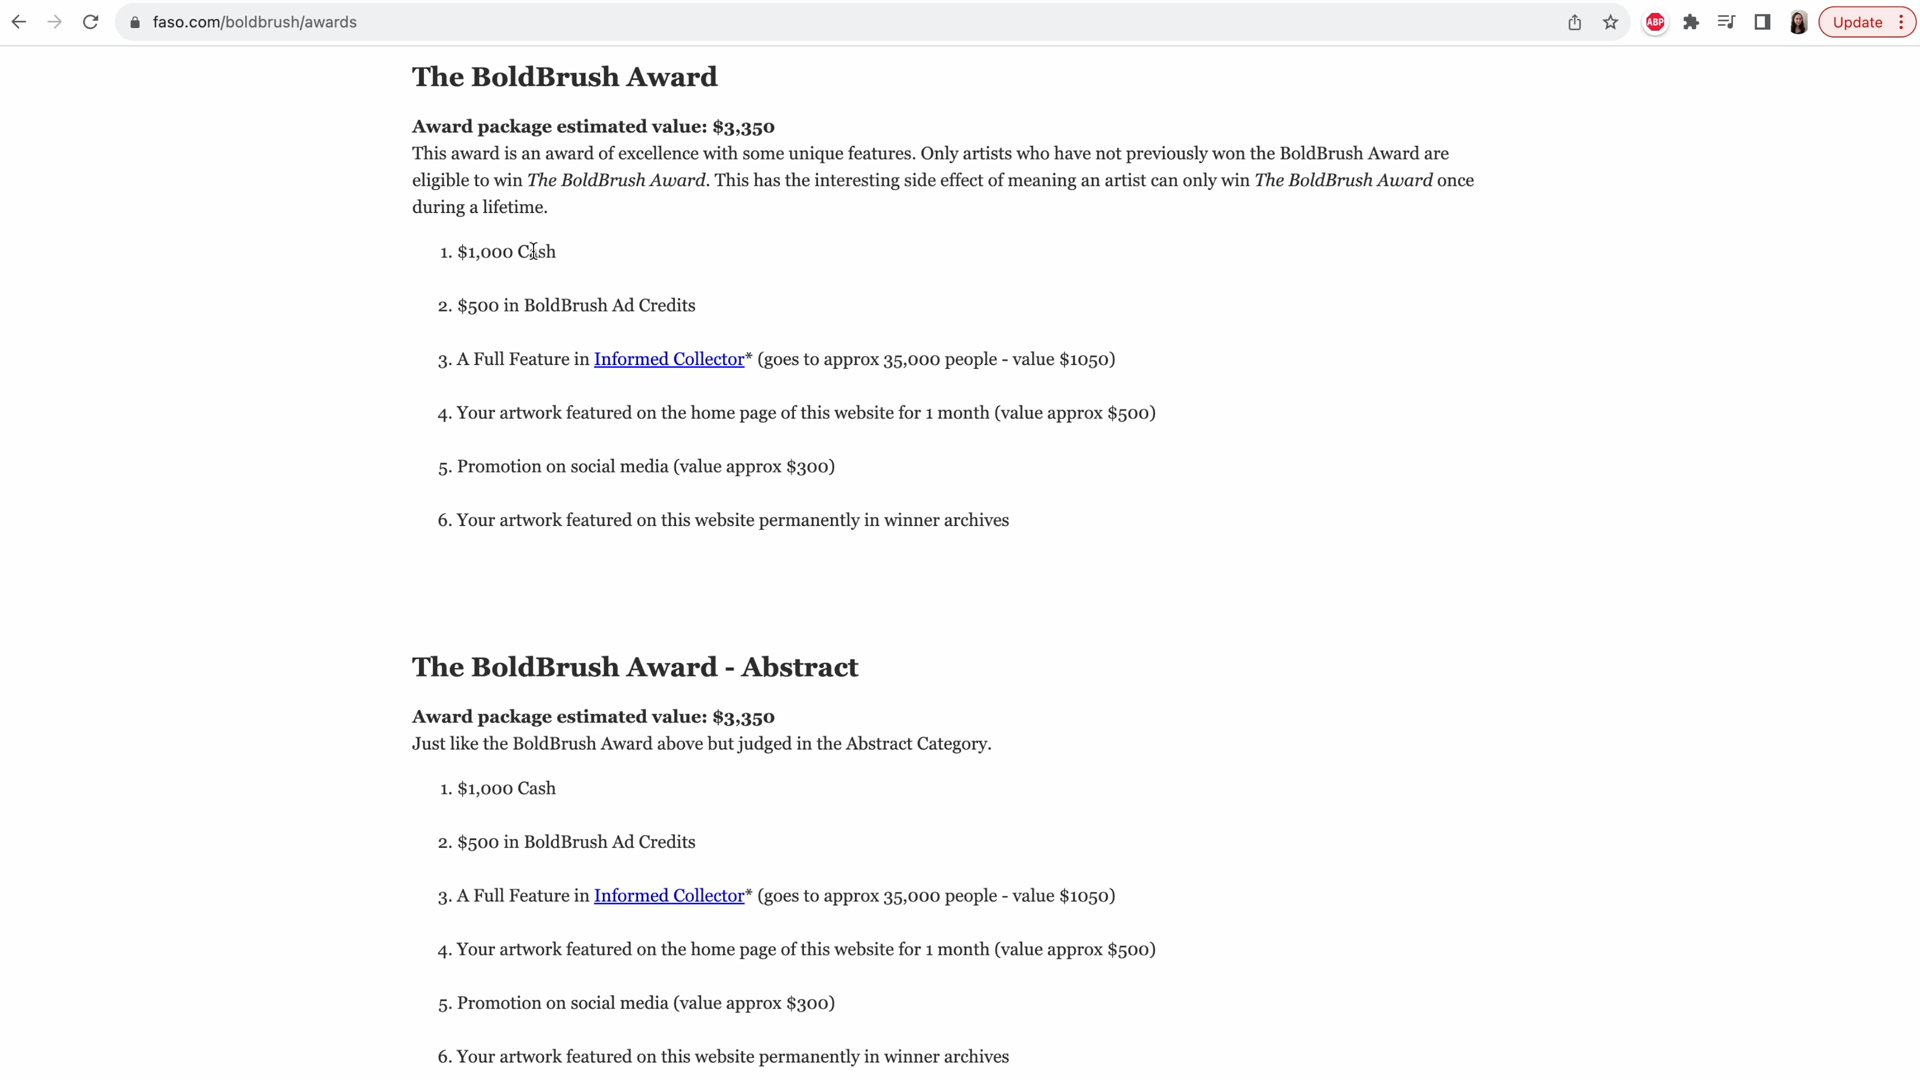 faso.com/boldbrush/awards
ABP
Update
The BoldBrush Award
Award package estimated value: $3,350
This award is an award of excellence with some unique features. Only artists who have not previously won the BoldBrush Award are
eligible to win The BoldBrush Award. This has the interesting side effect of meaning an artist can only win The BoldBrush Award once
during a lifetime.
1. $1,000 Cash
2. $500 in BoldBrush Ad Credits
3. A Full Feature in Informed Collector* (goes to approx 35,000 people - value $1050)
4. Your artwork featured on the home page of this website for 1 month (value approx $500)
5. Promotion on social media (value approx $300)
6. Your artwork featured on this website permanently in winner archives
The BoldBrush Award - Abstract
Award package estimated value: $3,350
Just like the BoldBrush Award above but judged in the Abstract Category.
1. $1,000 Cash
2. $500 in BoldBrush Ad Credits
3. A Full Feature in Informed Collector* (goes to approx 35,000 people - value $1050)
4. Your artwork featured on the home page of this website for 1 month (value approx $500)
5. Promotion on social media (value approx $300)
6. Your artwork featured on this website permanently in winner archives